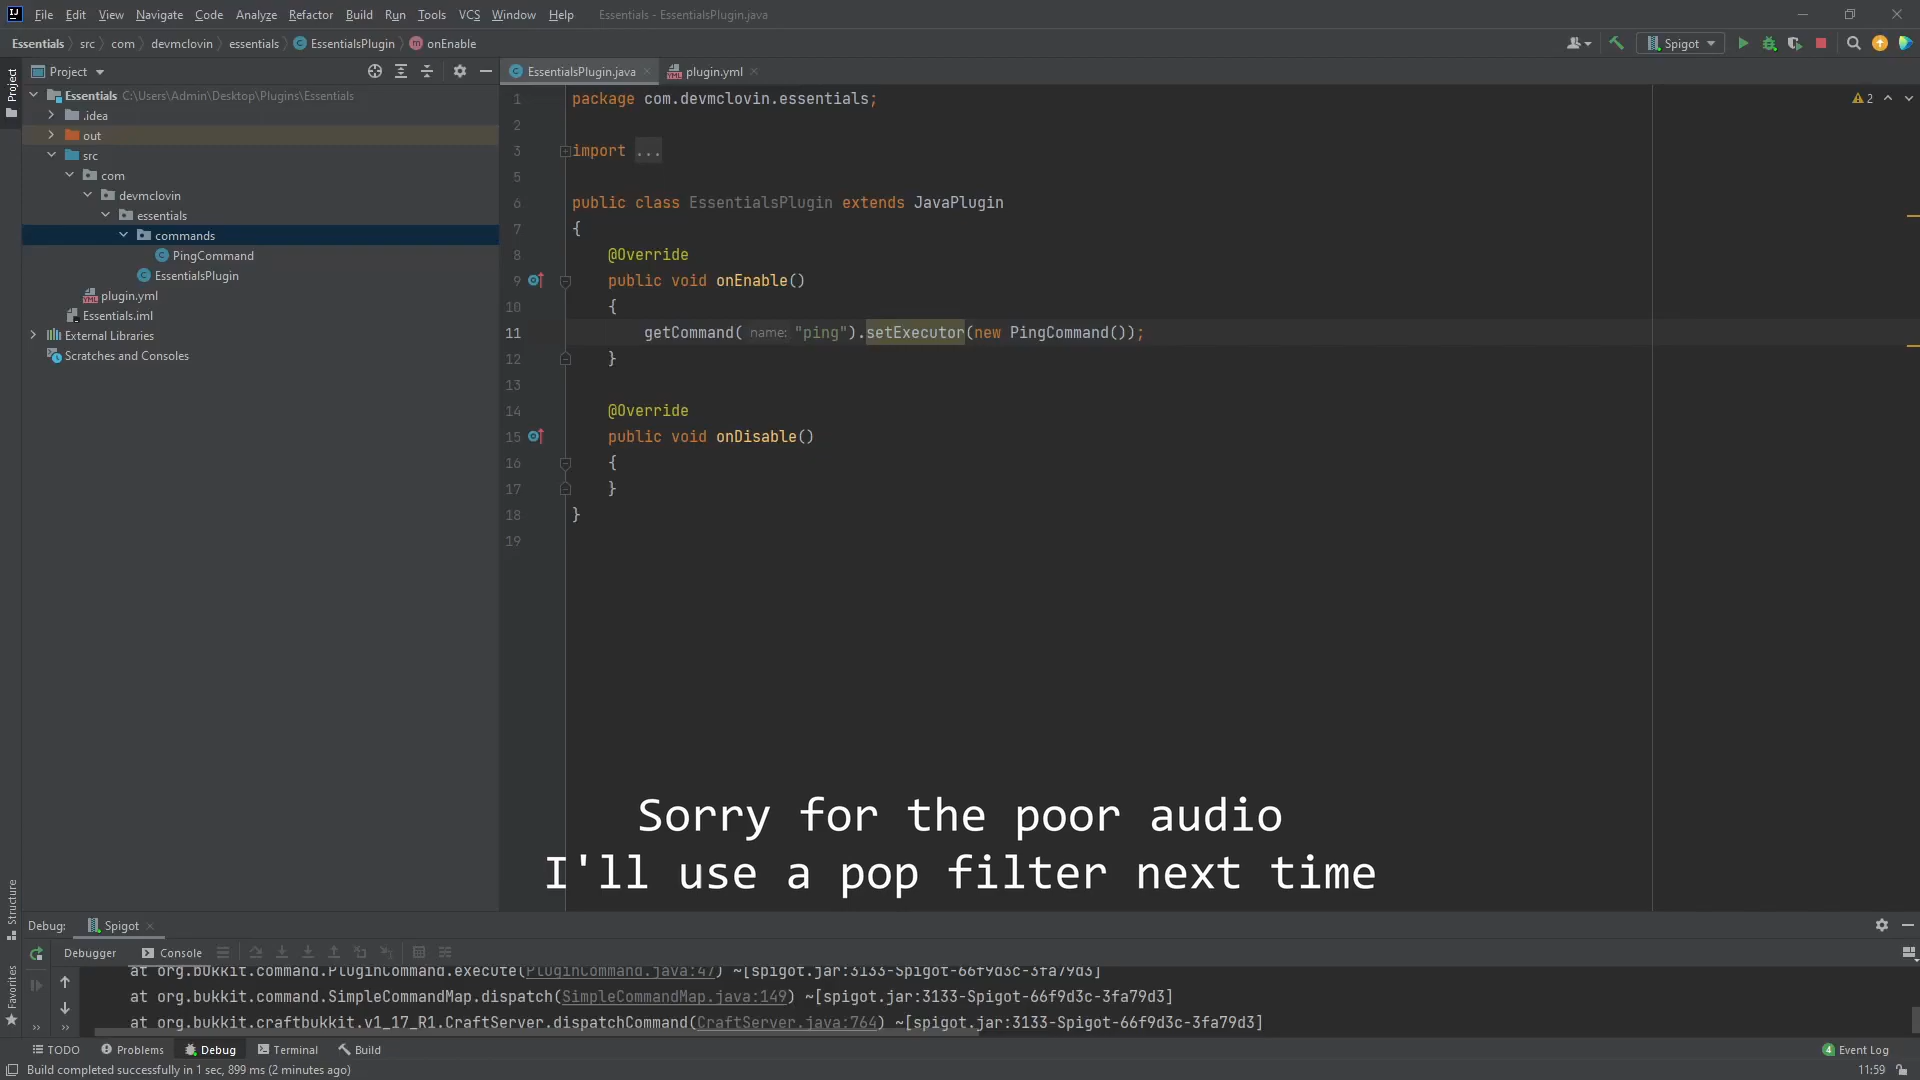 File Edit View Navigate Code Analyze Refactor Build Run Tools VCS Window Help Essentials - EssentialsPlugin.java
Essentials src com devmclovin essentials EssentialsPlugin onEnable Spigot
Project
Project
EssentialsPlugin.java plugin.yml
Essentials C:\Users\Admin\Desktop\Plugins\Essentials
.idea
out
src
com
devmclovin
essentials
commands
PingCommand
EssentialsPlugin
plugin.yml
Essentials.iml
External Libraries
Scratches and Consoles
2
1 package com.devmclovin.essentials;
2
3 import ...
5
6 public class EssentialsPlugin extends JavaPlugin
7 {
8 @Override
9 public void onEnable()
10 {
11 getCommand( name: "ping").setExecutor(new PingCommand());
12 }
13
14 @Override
15 public void onDisable()
16 {
17 }
18 }
19
Sorry for the poor audio
I'll use a pop filter next time
Structure
Favorites
Debug: Spigot
Debugger Console
at org.bukkit.command.PluginCommand.execute(PluginCommand.java:47) ~[spigot.jar:3133-Spigot-66f9d3c-3fa79d3]
at org.bukkit.command.SimpleCommandMap.dispatch(SimpleCommandMap.java:149) ~[spigot.jar:3133-Spigot-66f9d3c-3fa79d3]
at org.bukkit.craftbukkit.v1_17_R1.CraftServer.dispatchCommand(CraftServer.java:764) ~[spigot.jar:3133-Spigot-66f9d3c-3fa79d3]
TODO Problems Debug Terminal Build 4 Event Log
Build completed successfully in 1 sec, 899 ms (2 minutes ago) 11:59